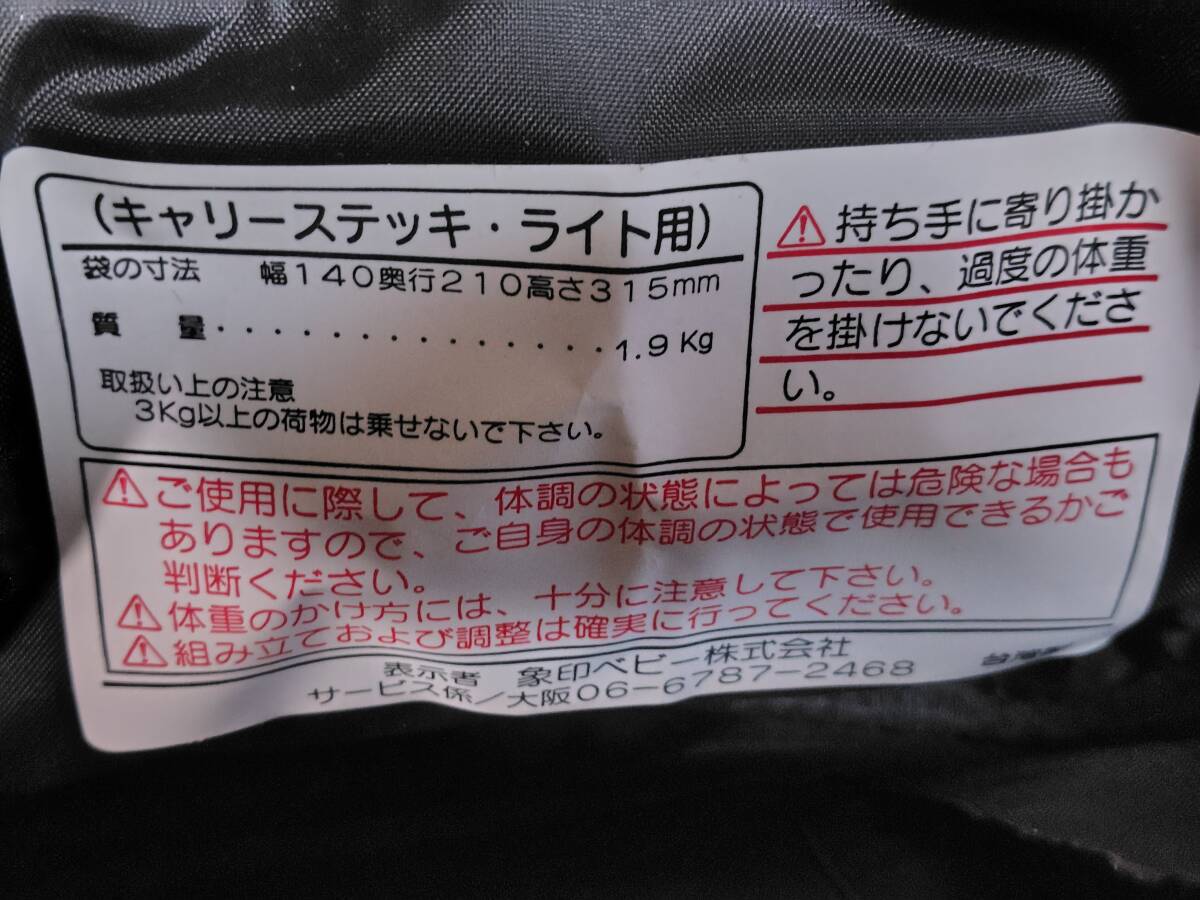 (キャリーステッキ・ライト用)
袋の寸法 幅140奥行210高さ315mm
質 量・・・・・・・・・・・・・・・1.9Kg
取扱い上の注意
3Kg以上の荷物は乗せないで下さい。
⚠持ち手に寄り掛か
ったり、過度の体重
を掛けないでくださ
い。
⚠ご使用に際して、体調の状態によっては危険な場合も
ありますので、ご自身の体調の状態で使用できるかご
判断ください。
⚠体重のかけ方には、十分に注意して下さい。
⚠組み立ておよび調整は確実に行ってください。
表示者 象印ベビー株式会社
サービス係/大阪06-6787-2468
台湾